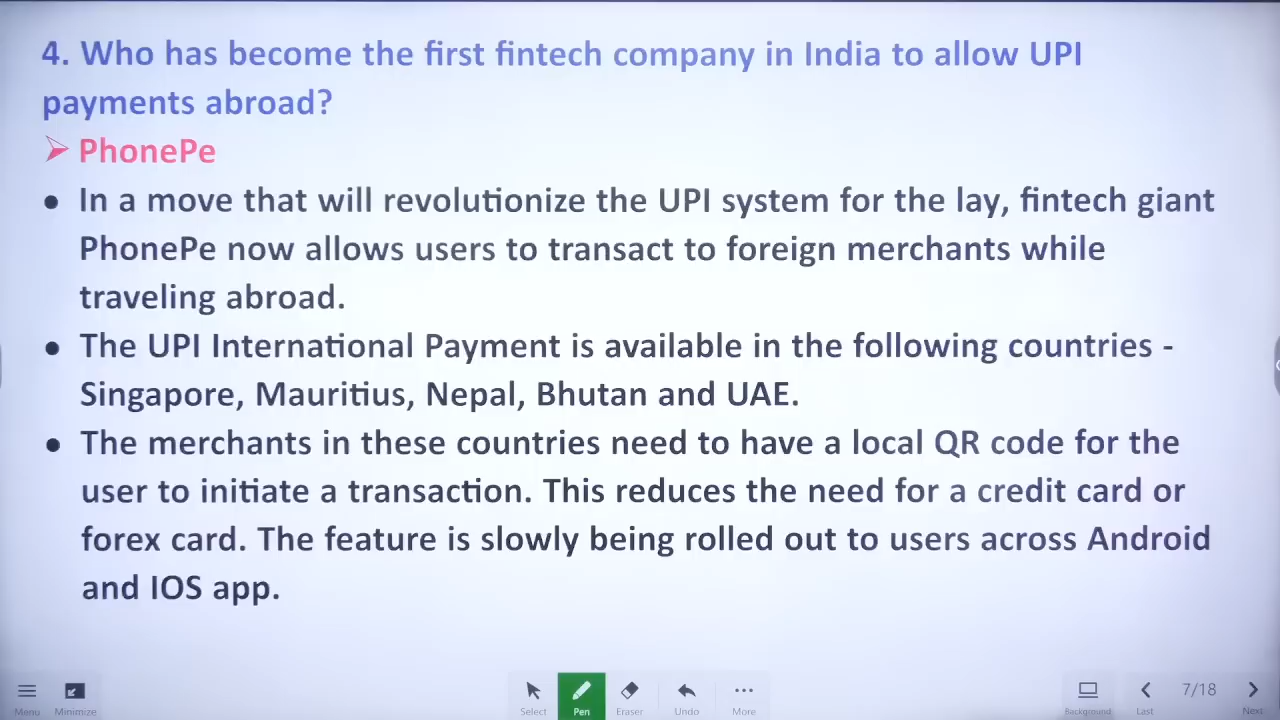 4. Who has become the first fintech company in India to allow UPI
payments abroad?
➢ PhonePe
• In a move that will revolutionize the UPI system for the lay, fintech giant
PhonePe now allows users to transact to foreign merchants while
traveling abroad.
• The UPI International Payment is available in the following countries -
Singapore, Mauritius, Nepal, Bhutan and UAE.
• The merchants in these countries need to have a local QR code for the
user to initiate a transaction. This reduces the need for a credit card or
forex card. The feature is slowly being rolled out to users across Android
and IOS app.
Menu Minimize Select Pen Eraser Undo More Background Last 7/18 Next